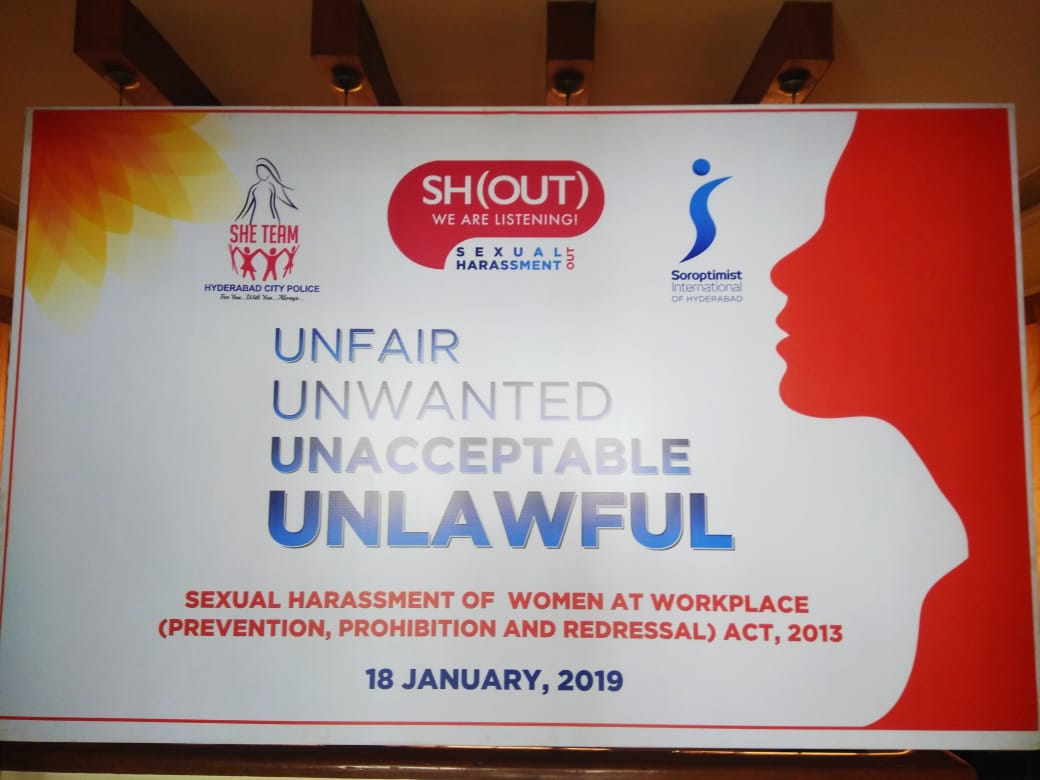 SHE TEAM
HYDERABAD CITY POLICE
For You...With You...Always...
SH(OUT)
WE ARE LISTENING!
SEXUAL
HARASSMENT OUT
Soroptimist
International
OF HYDERABAD
UNFAIR
UNWANTED
UNACCEPTABLE
UNLAWFUL
SEXUAL HARASSMENT OF WOMEN AT WORKPLACE
(PREVENTION, PROHIBITION AND REDRESSAL) ACT, 2013
18 JANUARY, 2019